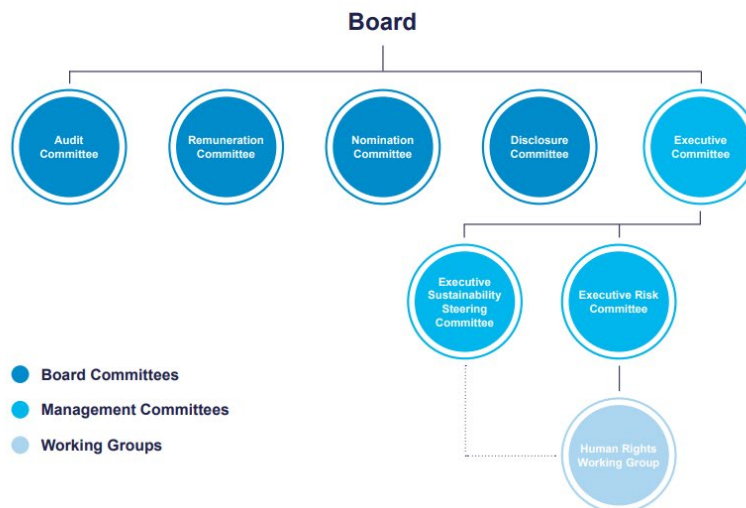 Board
Audit
Committee
Remuneration
Committee
Nomination
Committee
Disclosure
Committee
Executive
Committee
Executive
Sustainability
Steering
Committee
Executive Risk
Committee
Board Committees
Management Committees
Working Groups
Human Rights
Working Group